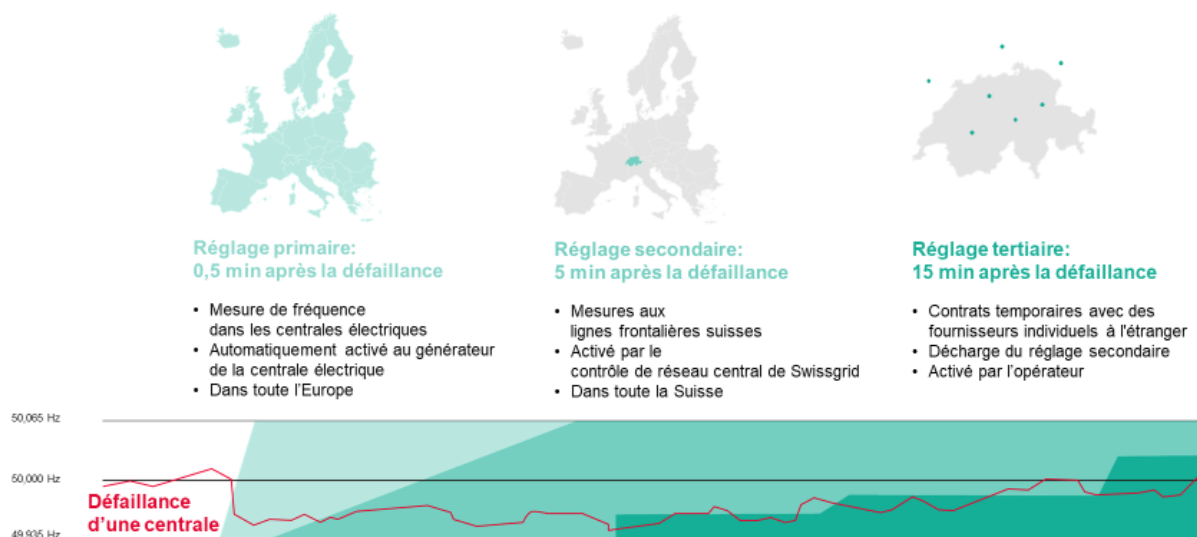 Réglage primaire:
0,5 min après la défaillance
• Mesure de fréquence
dans les centrales électriques
• Automatiquement activé au générateur
de la centrale électrique
• Dans toute l'Europe
Réglage secondaire:
5 min après la défaillance
• Mesures aux
lignes frontalières suisses
• Activé par le
contrôle de réseau central de Swissgrid
• Dans toute la Suisse
Réglage tertiaire:
15 min après la défaillance
• Contrats temporaires avec des
fournisseurs individuels à l'étranger
• Décharge du réglage secondaire
• Activé par l'opérateur
50,065 Hz
50,000 Hz
Défaillance
d'une centrale
49,935 Hz